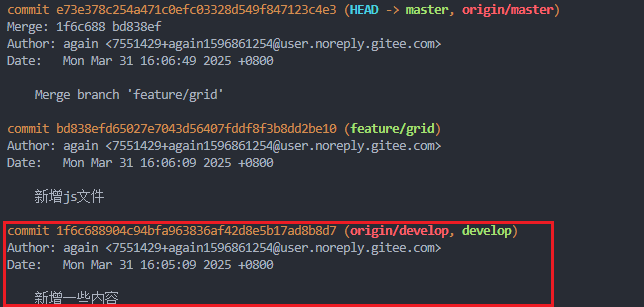 commit e73e378c254a471c0efc03328d549f847123c4e3 (HEAD -> master, origin/master)
Merge: 1f6c688 bd838ef
Author: again <7551429+again1596861254@user.noreply.gitee.com>
Date:   Mon Mar 31 16:06:49 2025 +0800
Merge branch 'feature/grid'
commit bd838efd65027e7043d56407fddf8f3b8dd2be10 (feature/grid)
Author: again <7551429+again1596861254@user.noreply.gitee.com>
Date:   Mon Mar 31 16:06:09 2025 +0800
新增js文件
commit 1f6c688904c94bfa963836af42d8e5b17ad8b8d7 (origin/develop, develop)
Author: again <7551429+again1596861254@user.noreply.gitee.com>
Date:   Mon Mar 31 16:05:09 2025 +0800
新增一些内容